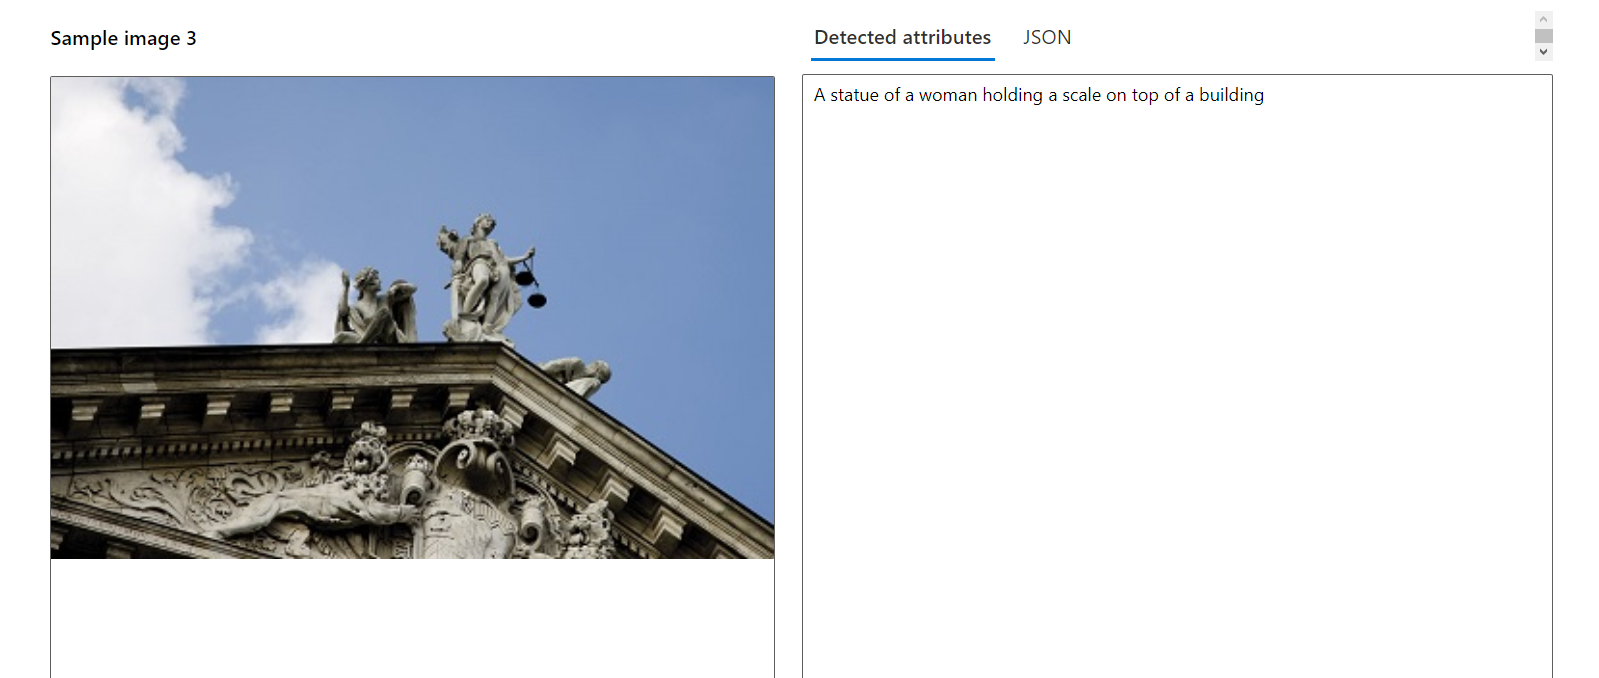 Sample image 3
Detected attributes
JSON
A statue of a woman holding a scale on top of a building